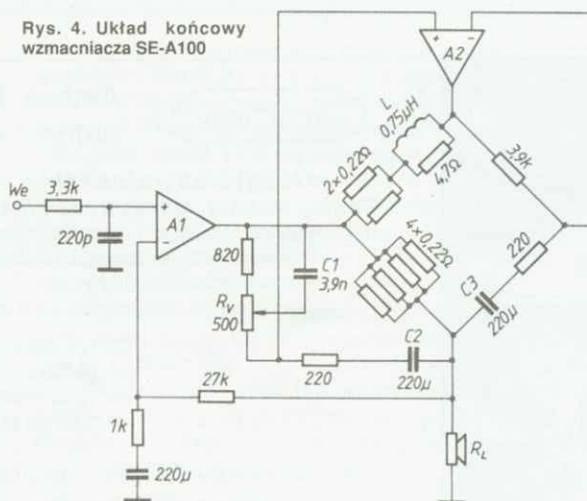 Rys. 4. Układ końcowy
wzmacniacza SE-A100
+ -
A2
L
0,75μH
4,7Ω
3,9k
2×0,22Ω
We
3,3k
+
A1
-
220p
820
C1
3,9n
4×0,22Ω
220
C3
220μ
RV
500
220
C2
220μ
27k
1k
220μ
RL